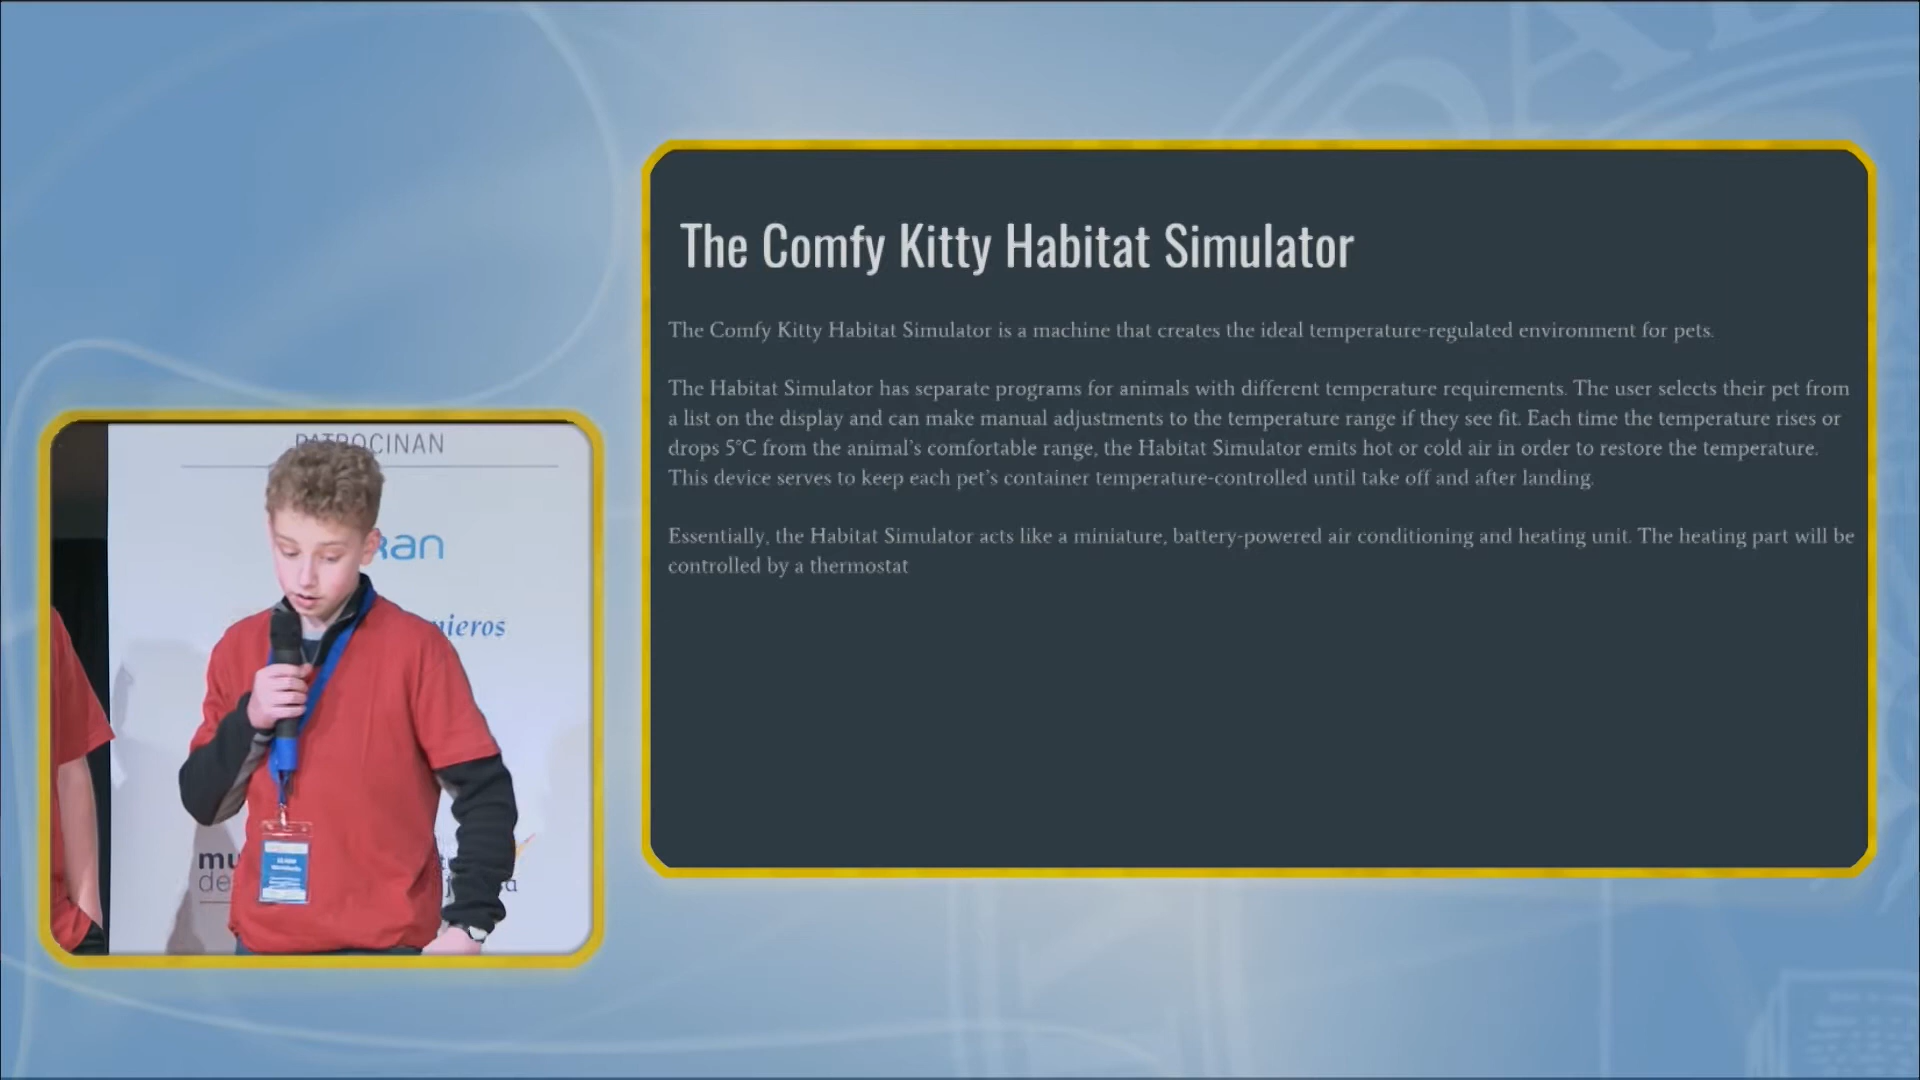 The Comfy Kitty Habitat Simulator
The Comfy Kitty Habitat Simulator is a machine that creates the ideal temperature-regulated environment for pets.
The Habitat Simulator has separate programs for animals with different temperature requirements. The user selects their pet from
a list on the display and can make manual adjustments to the temperature range if they see fit. Each time the temperature rises or
drops 5°C from the animal's comfortable range, the Habitat Simulator emits hot or cold air in order to restore the temperature.
This device serves to keep each pet's container temperature-controlled until take off and after landing.
Essentially, the Habitat Simulator acts like a miniature, battery-powered air conditioning and heating unit. The heating part will be
controlled by a thermostat
PATROCINAN